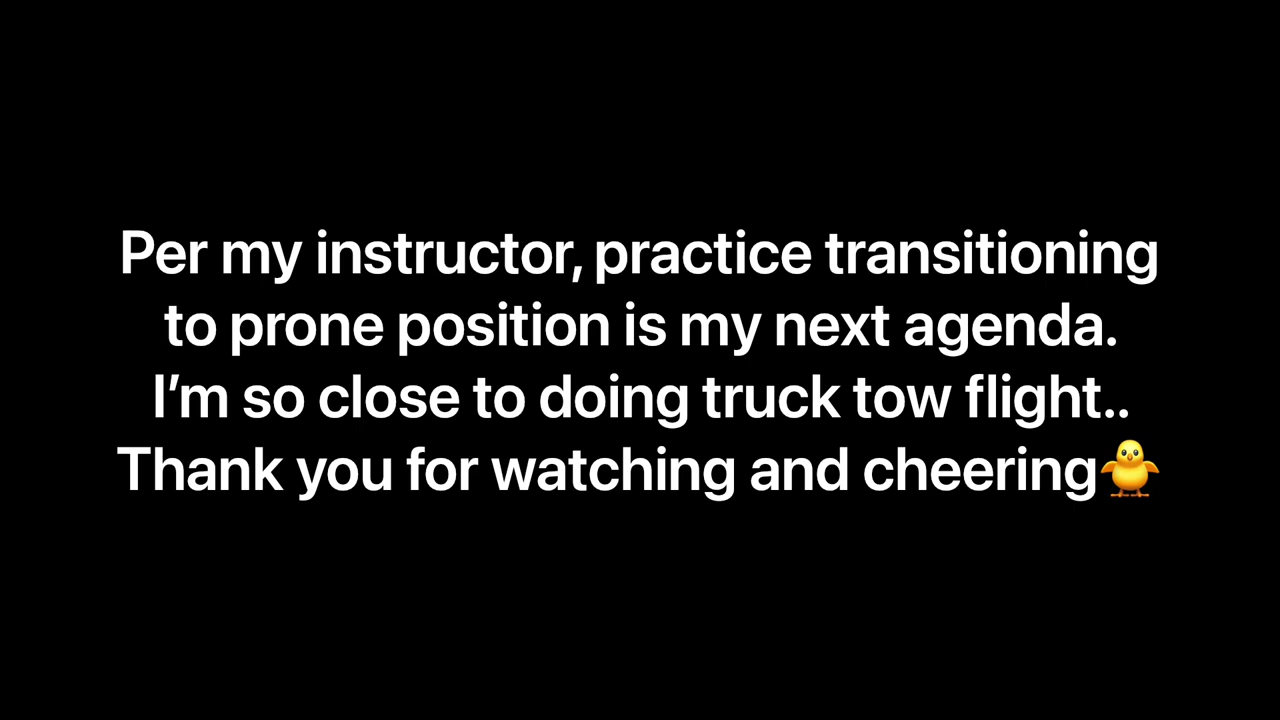 Per my instructor, practice transitioning
to prone position is my next agenda.
I’m so close to doing truck tow flight..
Thank you for watching and cheering🐥